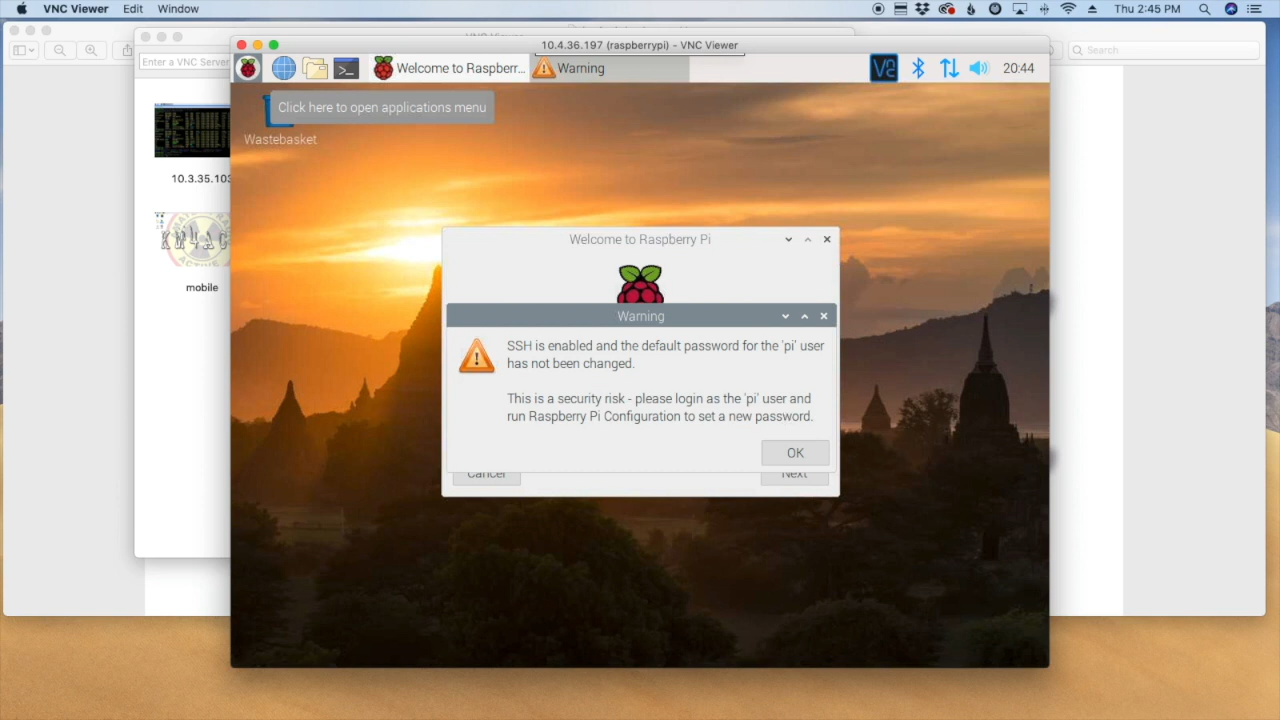 VNC Viewer Edit Window
Thu 2:45 PM
Search
Enter a VNC Server
10.4.36.197 (raspberrypi) - VNC Viewer
Welcome to Raspberr...
Warning
20:44
Click here to open applications menu
Wastebasket
10.3.35.103
mobile
Welcome to Raspberry Pi
Warning
SSH is enabled and the default password for the 'pi' user
has not been changed.
This is a security risk - please login as the 'pi' user and
run Raspberry Pi Configuration to set a new password.
OK
Cancel
Next